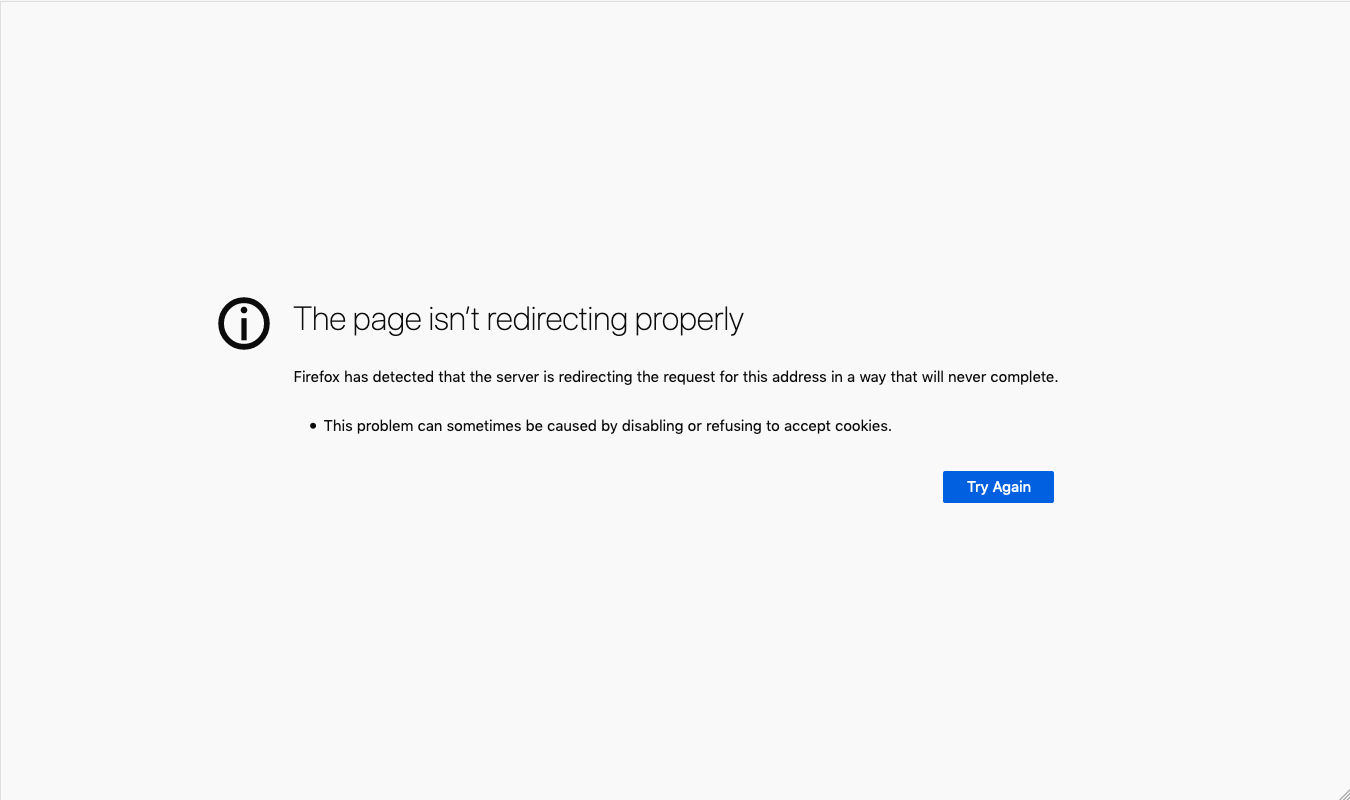 The page isn’t redirecting properly
Firefox has detected that the server is redirecting the request for this address in a way that will never complete.
• This problem can sometimes be caused by disabling or refusing to accept cookies.
Try Again